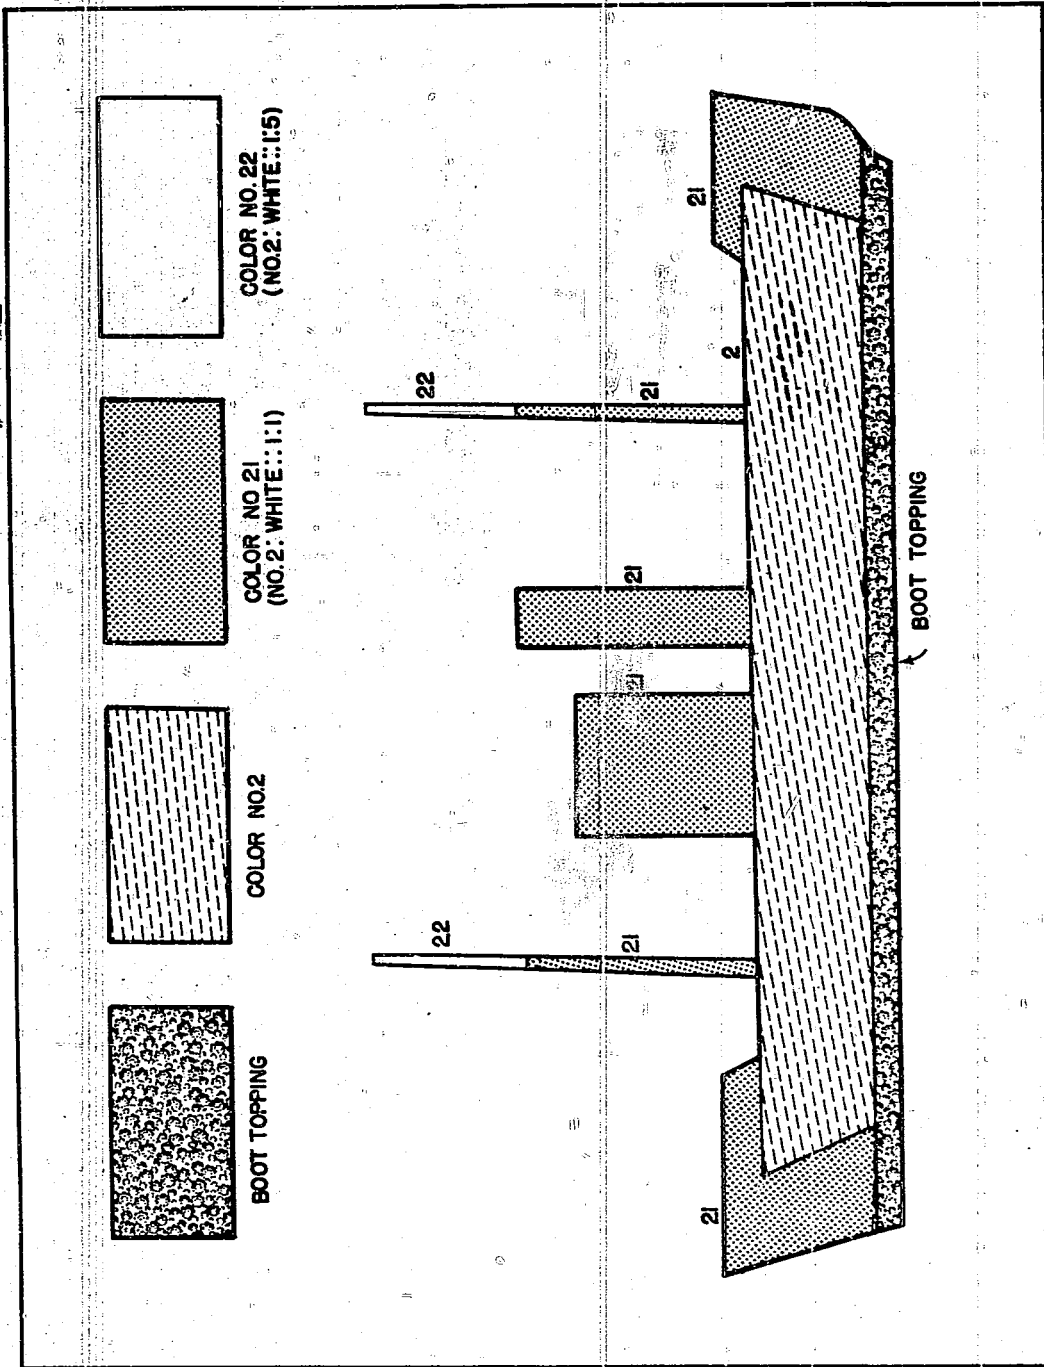 BOOT TOPPING
COLOR NO.2
COLOR NO 21
(NO.2: WHITE::1:1)
COLOR NO. 22
(NO.2: WHITE::1:5)
22
22
21
21
21
21
21
2
21
BOOT TOPPING